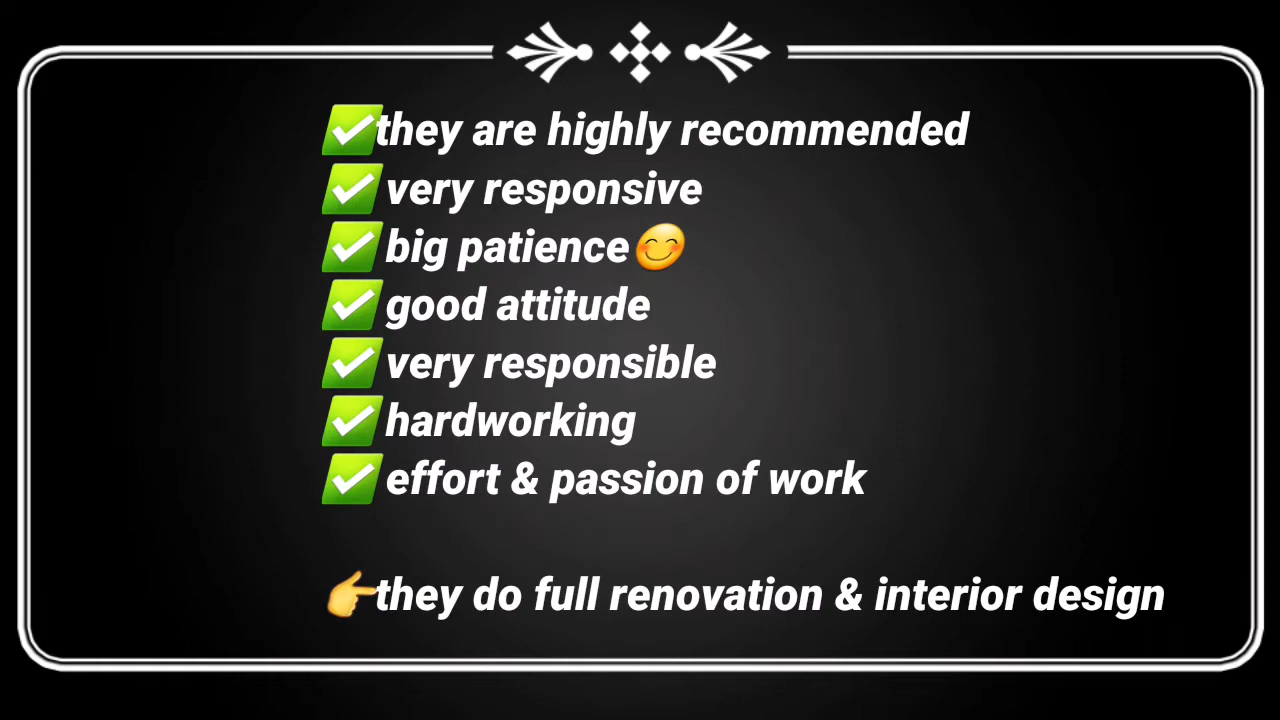 ✅they are highly recommended
✅ very responsive
✅ big patience😊
✅ good attitude
✅ very responsible
✅ hardworking
✅ effort & passion of work
👉they do full renovation & interior design